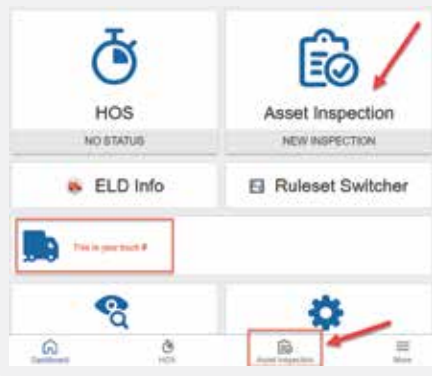 HOS
Asset Inspection
NO STATUS
NEW INSPECTION
ELD Info
Ruleset Switcher
This is your truck #
Dashboard
HOS
Asset Inspection
More